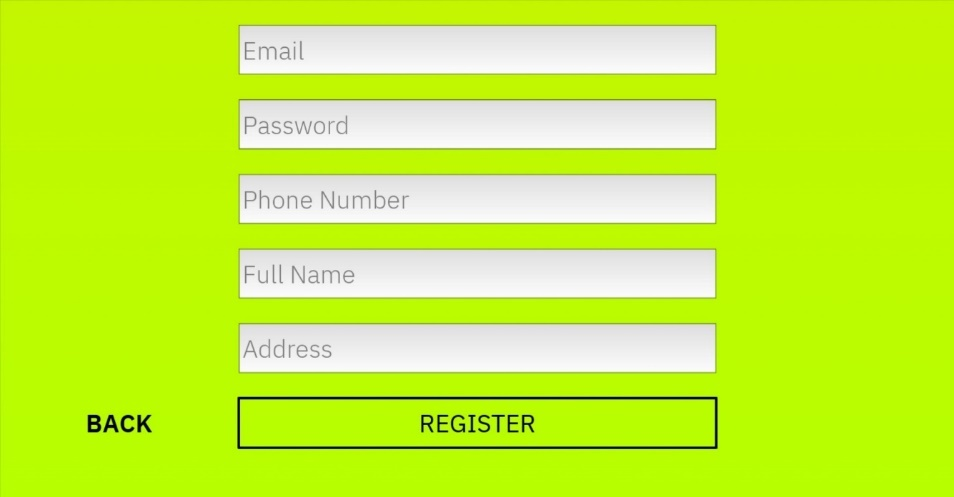 Email
Password
Phone Number
Full Name
Address
BACK REGISTER